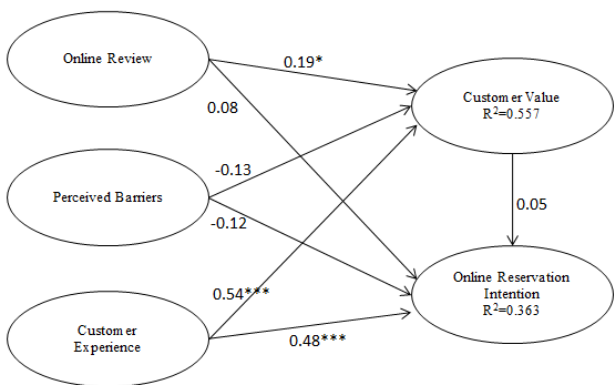 Online Review
0.19*
Customer Value
R²=0.557
0.08
-0.13
Perceived Barriers
-0.12
0.05
Online Reservation
Intention
R²=0.363
0.54***
Customer
Experience
0.48***